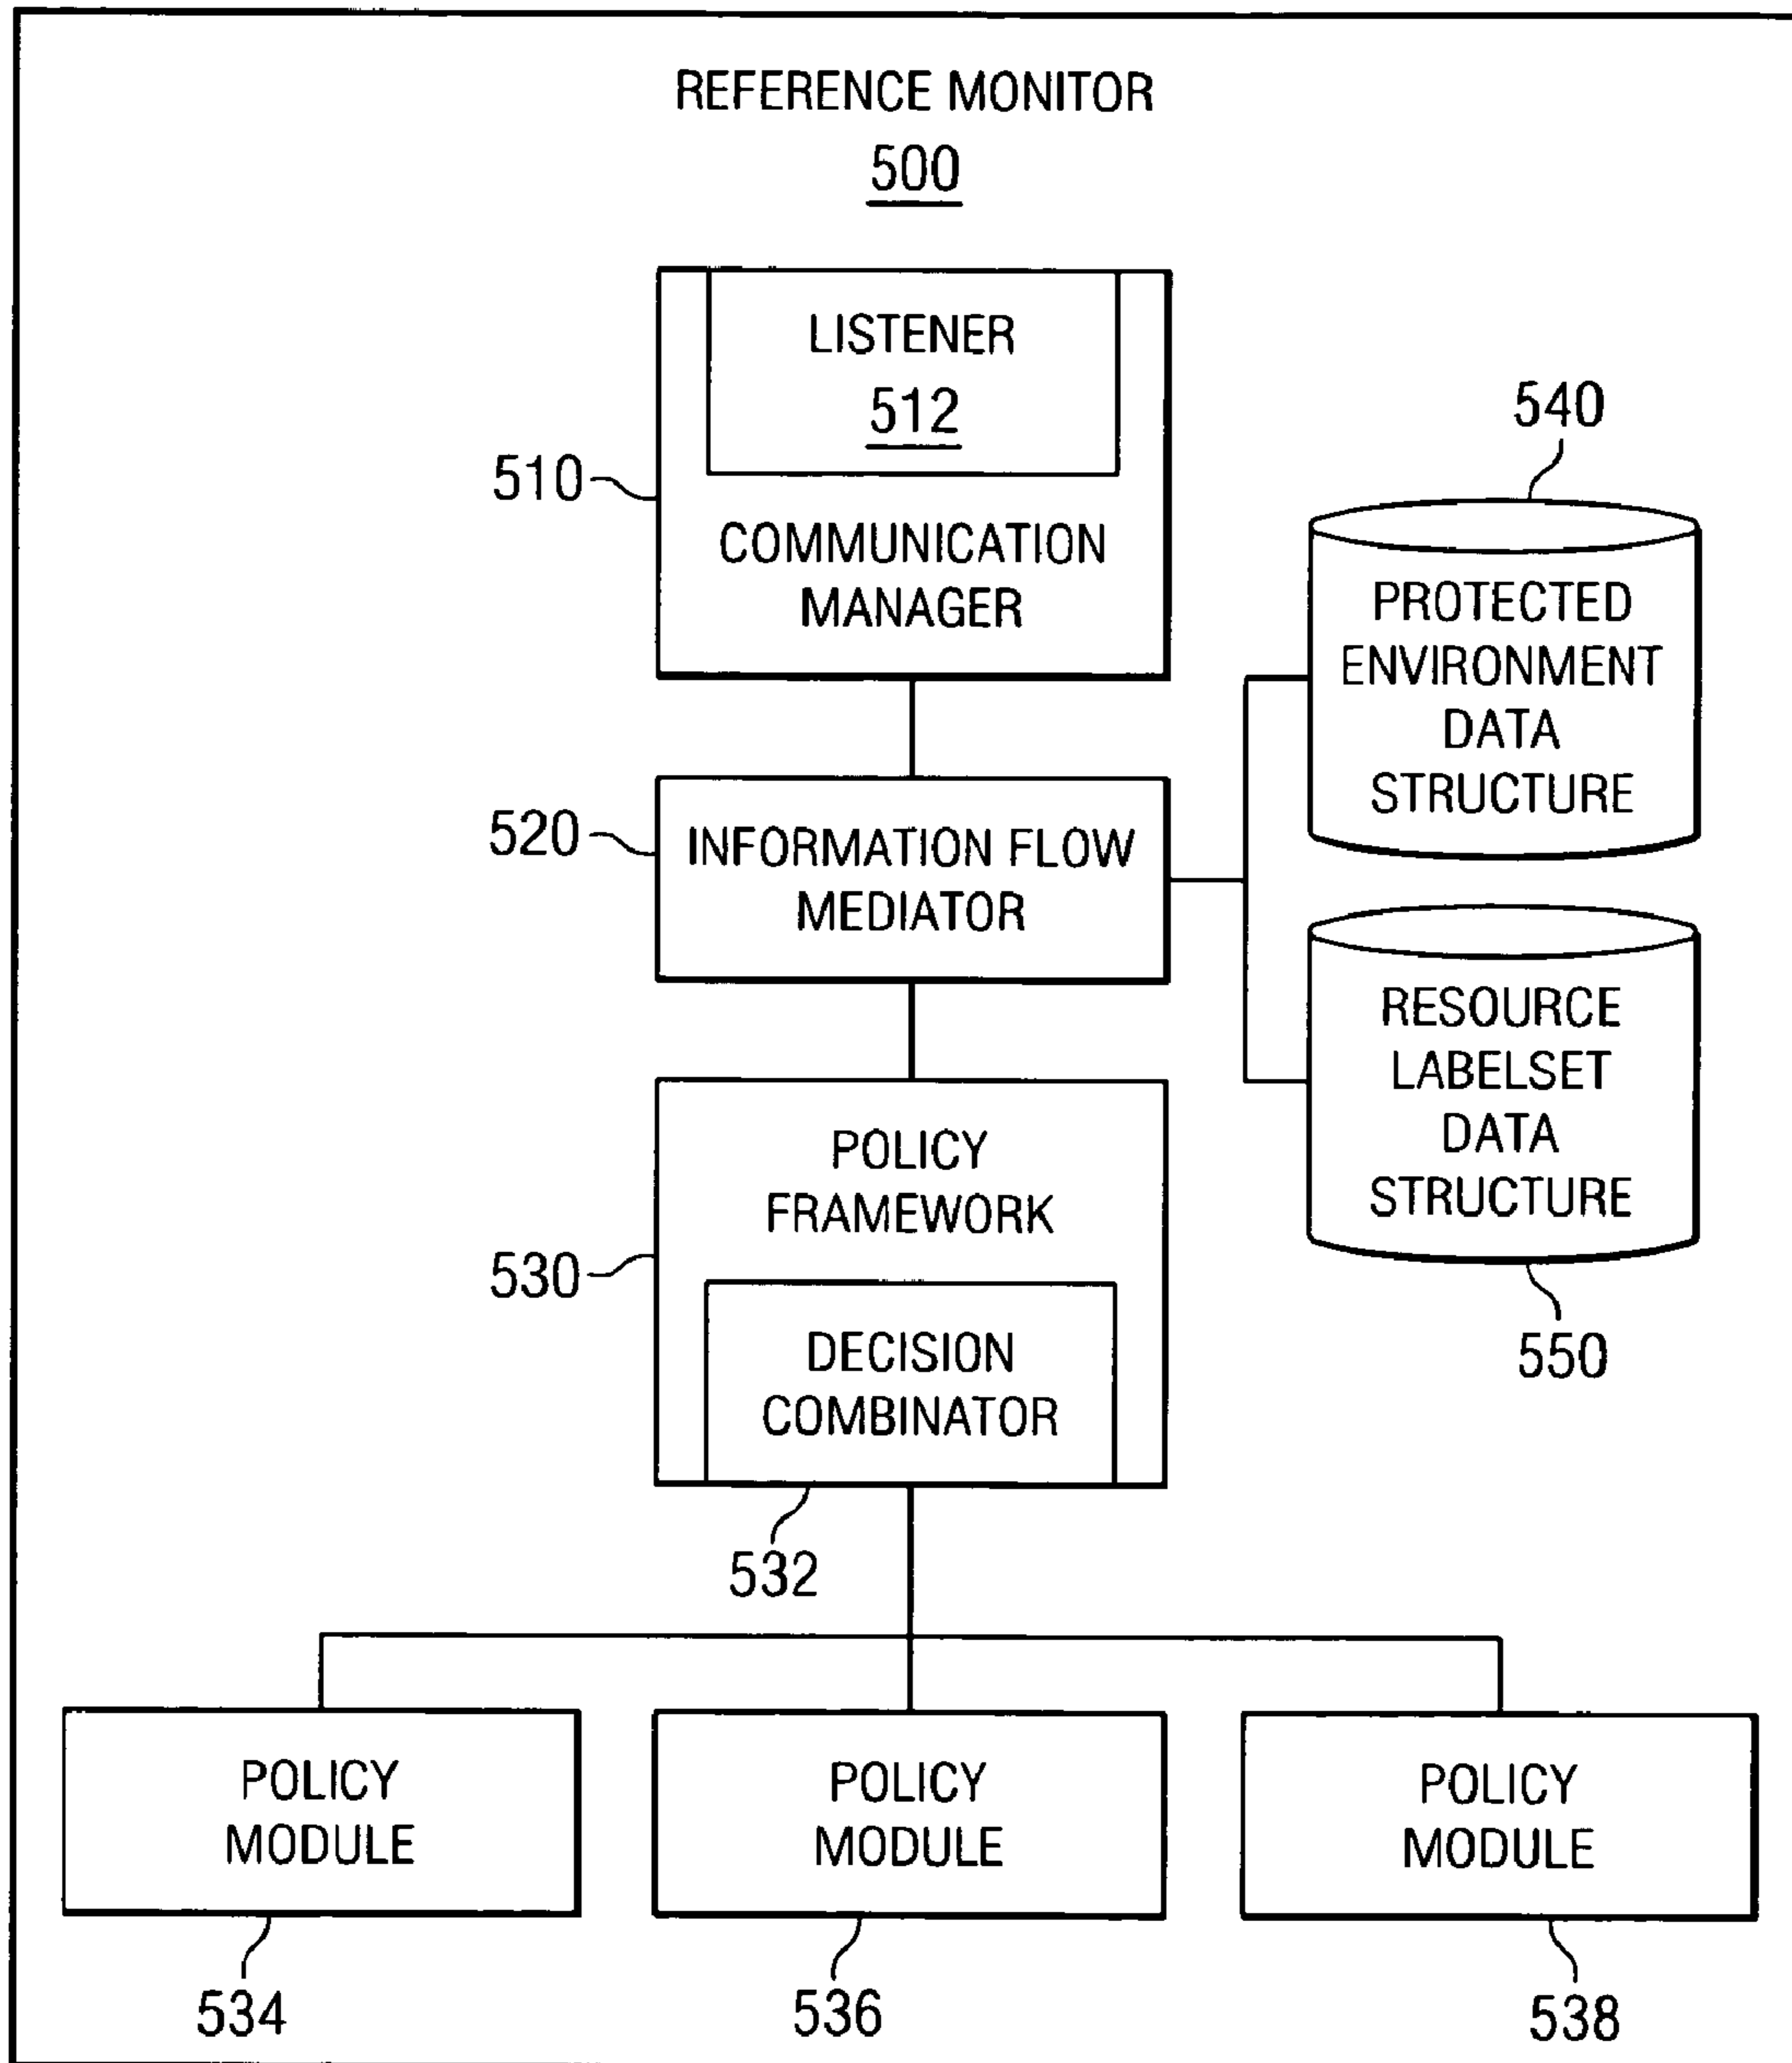 REFERENCE MONITOR
500
LISTENER
512
510
COMMUNICATION
MANAGER
540
PROTECTED
ENVIRONMENT
DATA
STRUCTURE
520
INFORMATION FLOW
MEDIATOR
RESOURCE
LABELSET
DATA
STRUCTURE
550
530
POLICY
FRAMEWORK
DECISION
COMBINATOR
532
POLICY
MODULE
534
POLICY
MODULE
536
POLICY
MODULE
538